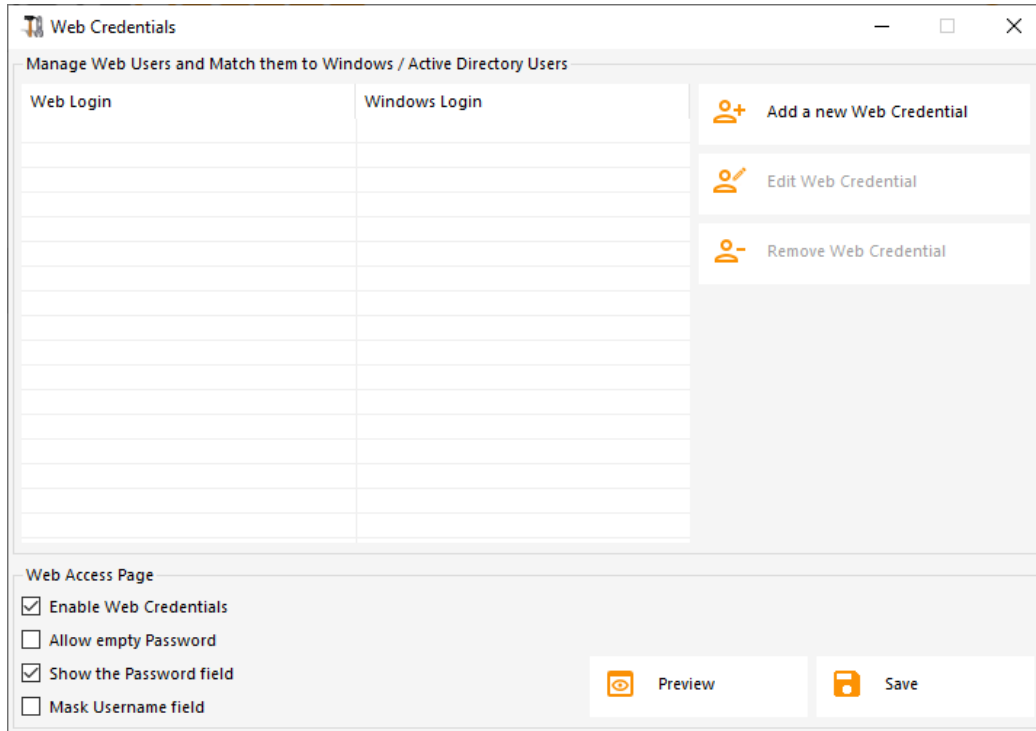 Web Credentials
Manage Web Users and Match them to Windows / Active Directory Users
Web Login
Windows Login
Add a new Web Credential
Edit Web Credential
Remove Web Credential
Web Access Page
Enable Web Credentials
Allow empty Password
Show the Password field
Mask Username field
Preview
Save